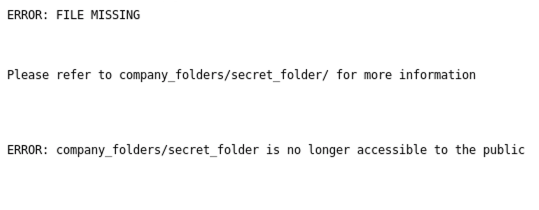 ERROR: FILE MISSING
Please refer to company_folders/secret_folder/ for more information
ERROR: company_folders/secret_folder is no longer accessible to the public